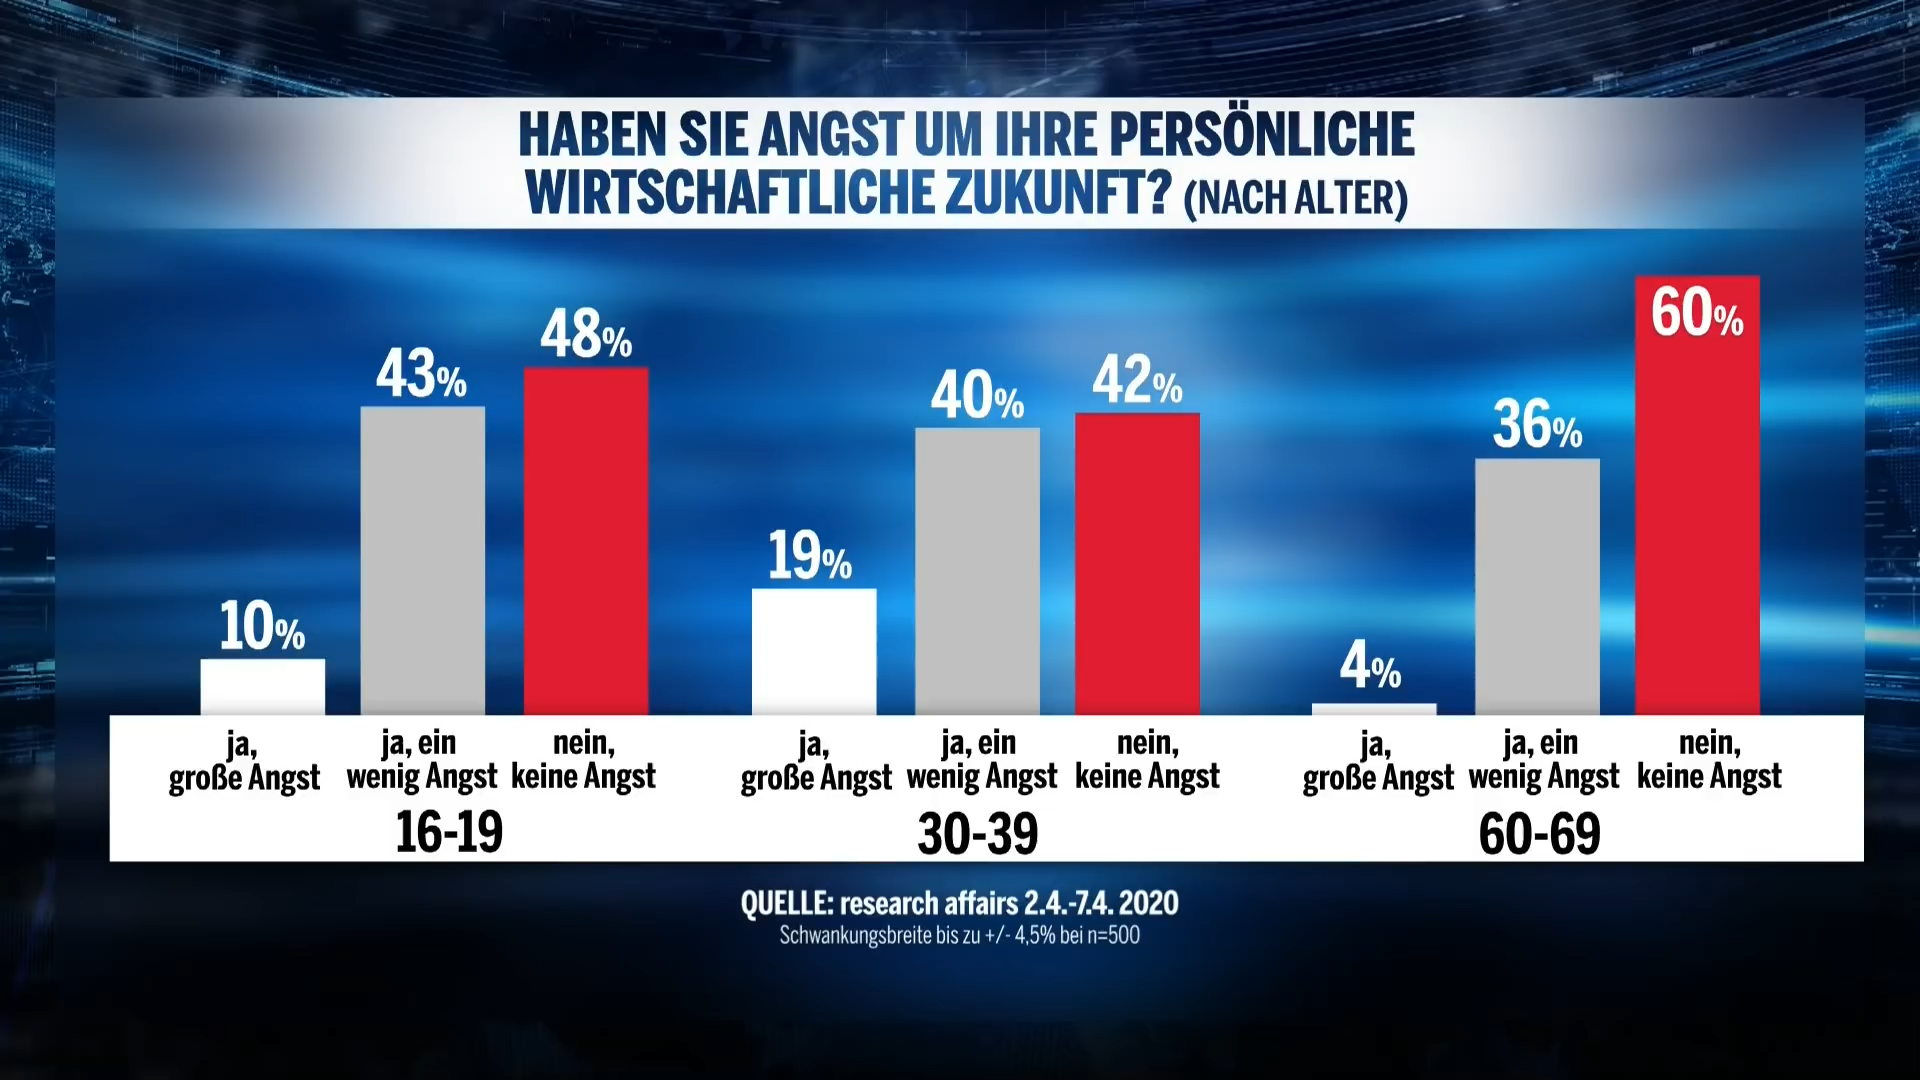 HABEN SIE ANGST UM IHRE PERSÖNLICHE
WIRTSCHAFTLICHE ZUKUNFT? (NACH ALTER)
10%
43%
48%
19%
40%
42%
4%
36%
60%
ja,
große Angst
ja, ein
wenig Angst
nein,
keine Angst
16-19
ja,
große Angst
ja, ein
wenig Angst
nein,
keine Angst
30-39
ja,
große Angst
ja, ein
wenig Angst
nein,
keine Angst
60-69
QUELLE: research affairs 2.4.-7.4. 2020
Schwankungsbreite bis zu +/- 4,5% bei n=500